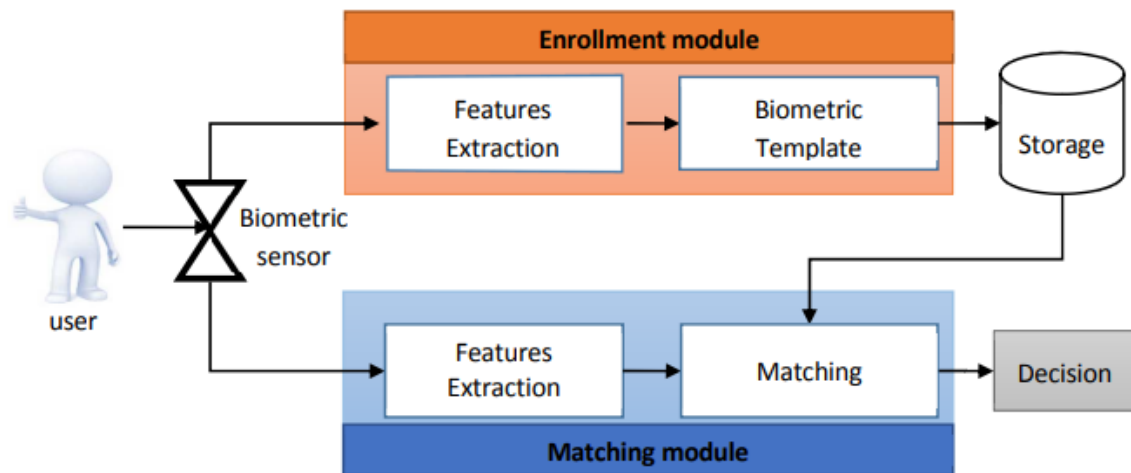 Enrollment module
Features
Extraction
Biometric
Template
Storage
Biometric
sensor
user
Features
Extraction
Matching
Decision
Matching module